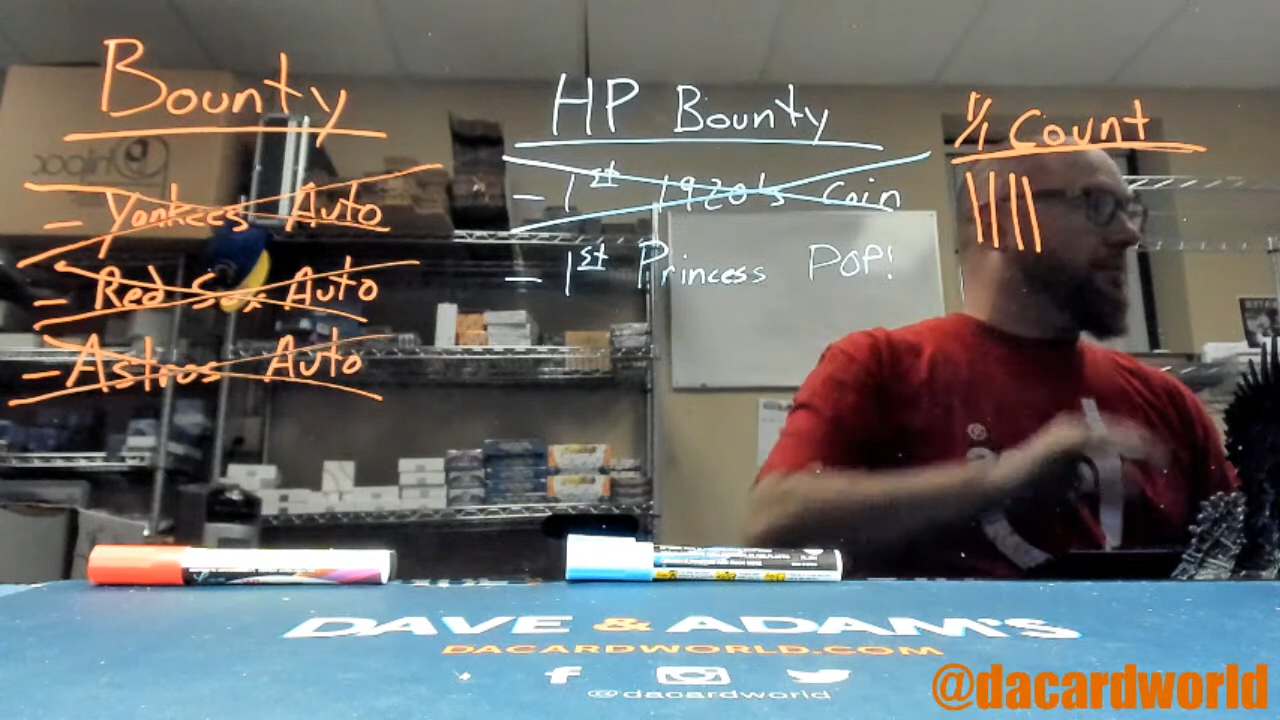 Bounty
- Yankees Auto
- Red Sox Auto
- Astros Auto
HP Bounty
- 1st 1920's Coin
- 1st Princess POP!
1/1 Count
||||
DAVE & ADAM'S
DACARDWORLD.COM
@dacardworld
@dacardworld